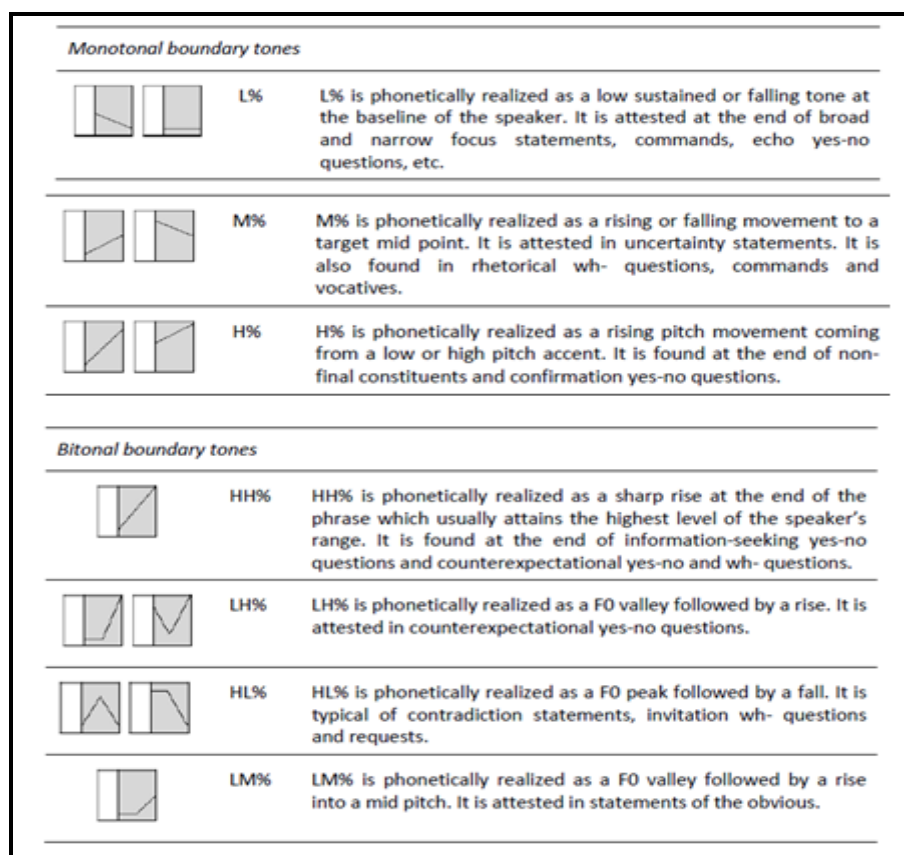 Monotonal boundary tones
L% L% is phonetically realized as a low sustained or falling tone at
the baseline of the speaker. It is attested at the end of broad
and narrow focus statements, commands, echo yes-no
questions, etc.
M% M% is phonetically realized as a rising or falling movement to a
target mid point. It is attested in uncertainty statements. It is
also found in rhetorical wh- questions, commands and
vocatives.
H% H% is phonetically realized as a rising pitch movement coming
from a low or high pitch accent. It is found at the end of non-
final constituents and confirmation yes-no questions.
Bitonal boundary tones
HH% HH% is phonetically realized as a sharp rise at the end of the
phrase which usually attains the highest level of the speaker's
range. It is found at the end of information-seeking yes-no
questions and counterexpectational yes-no and wh- questions.
LH% LH% is phonetically realized as a F0 valley followed by a rise. It is
attested in counterexpectational yes-no questions.
HL% HL% is phonetically realized as a F0 peak followed by a fall. It is
typical of contradiction statements, invitation wh- questions
and requests.
LM% LM% is phonetically realized as a F0 valley followed by a rise
into a mid pitch. It is attested in statements of the obvious.